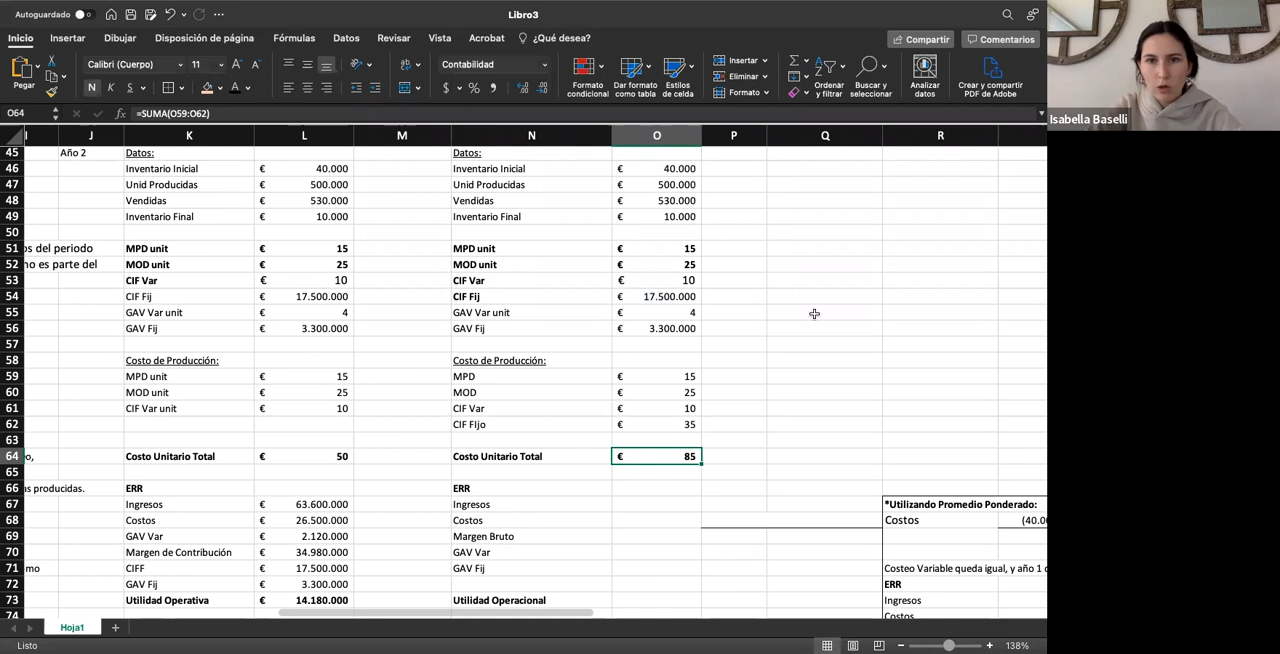 Autoguardado
Libro3
Inicio Insertar Dibujar Disposición de página Fórmulas Datos Revisar Vista Acrobat ¿Qué desea? Compartir Comentarios
Pegar Calibri (Cuerpo) 11 A A Contabilidad Insertar Eliminar Formato
N K S A $ % Formato condicional Dar formato como tabla Estilos de celda Ordenar y filtrar Buscar y seleccionar Analizar datos Crear y compartir PDF de Adobe
O64 fx =SUMA(O59:O62)
Isabella Baselli
I J K L M N O P Q R
45 Año 2 Datos: Datos:
46 Inventario Inicial € 40.000 Inventario Inicial € 40.000
47 Unid Producidas € 500.000 Unid Producidas € 500.000
48 Vendidas € 530.000 Vendidas € 530.000
49 Inventario Final € 10.000 Inventario Final € 10.000
50
51 os del periodo MPD unit € 15 MPD unit € 15
52 no es parte del MOD unit € 25 MOD unit € 25
53 CIF Var € 10 CIF Var € 10
54 CIF Fij € 17.500.000 CIF Fij € 17.500.000
55 GAV Var unit € 4 GAV Var unit € 4
56 GAV Fij € 3.300.000 GAV Fij € 3.300.000
57
58 Costo de Producción: Costo de Producción:
59 MPD unit € 15 MPD € 15
60 MOD unit € 25 MOD € 25
61 CIF Var unit € 10 CIF Var € 10
62 CIF FIjo € 35
63
64 o, Costo Unitario Total € 50 Costo Unitario Total € 85
65
66 as producidas. ERR ERR
67 Ingresos € 63.600.000 Ingresos *Utilizando Promedio Ponderado:
68 Costos € 26.500.000 Costos Costos (40.00
69 GAV Var € 2.120.000 Margen Bruto
70 Margen de Contribución € 34.980.000 GAV Var
71 mo CIFF € 17.500.000 GAV Fij Costeo Variable queda igual, y año 1 c
72 GAV Fij € 3.300.000 ERR
73 Utilidad Operativa € 14.180.000 Utilidad Operacional Ingresos
74 Costos
Hoja1 +
Listo 138%